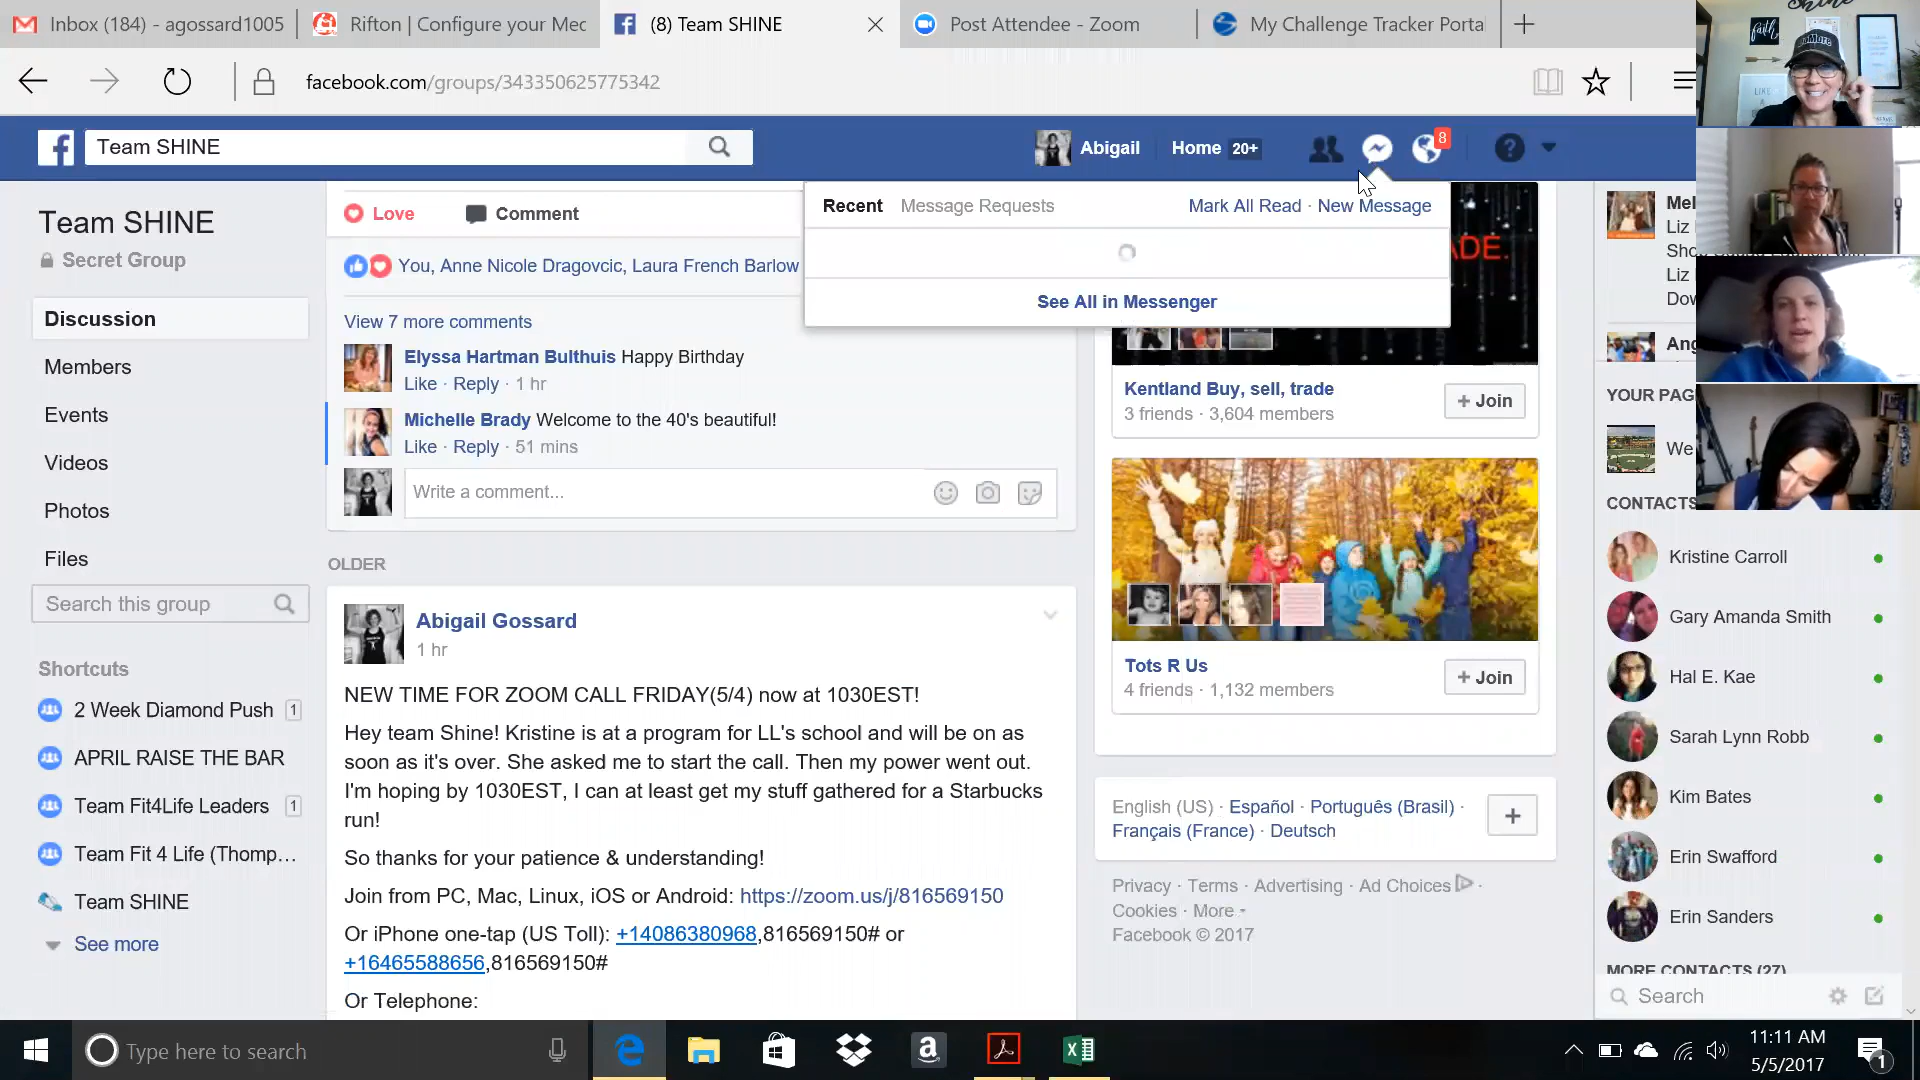 Inbox (184) - agossard1005
Rifton | Configure your Mec
(8) Team SHINE
Post Attendee - Zoom
My Challenge Tracker Porta
facebook.com/groups/343350625775342
Team SHINE
Abigail
Home 20+
8
Team SHINE
Secret Group
Discussion
Members
Events
Videos
Photos
Files
Search this group
Shortcuts
2 Week Diamond Push 1
APRIL RAISE THE BAR
Team Fit4Life Leaders 1
Team Fit 4 Life (Thomp...
Team SHINE
See more
Love Comment
You, Anne Nicole Dragovcic, Laura French Barlow
View 7 more comments
Elyssa Hartman Bulthuis Happy Birthday
Like · Reply · 1 hr
Michelle Brady Welcome to the 40's beautiful!
Like · Reply · 51 mins
Write a comment...
OLDER
Abigail Gossard
1 hr
NEW TIME FOR ZOOM CALL FRIDAY(5/4) now at 1030EST!
Hey team Shine! Kristine is at a program for LL's school and will be on as
soon as it's over. She asked me to start the call. Then my power went out.
I'm hoping by 1030EST, I can at least get my stuff gathered for a Starbucks
run!
So thanks for your patience & understanding!
Join from PC, Mac, Linux, iOS or Android: https://zoom.us/j/816569150
Or iPhone one-tap (US Toll): +14086380968,816569150# or
+16465588656,816569150#
Or Telephone:
Recent Message Requests Mark All Read · New Message
See All in Messenger
ADE.
Kentland Buy, sell, trade
3 friends · 3,604 members
+ Join
Tots R Us
4 friends · 1,132 members
+ Join
English (US) · Español · Português (Brasil) ·
Français (France) · Deutsch
Privacy · Terms · Advertising · Ad Choices ·
Cookies · More
Facebook © 2017
Mel
Liz
Liz
Dow
Ang
YOUR PAG
We
CONTACTS
Kristine Carroll
Gary Amanda Smith
Hal E. Kae
Sarah Lynn Robb
Kim Bates
Erin Swafford
Erin Sanders
MORE CONTACTS (27)
Search
faith
Type here to search
11:11 AM
5/5/2017
1